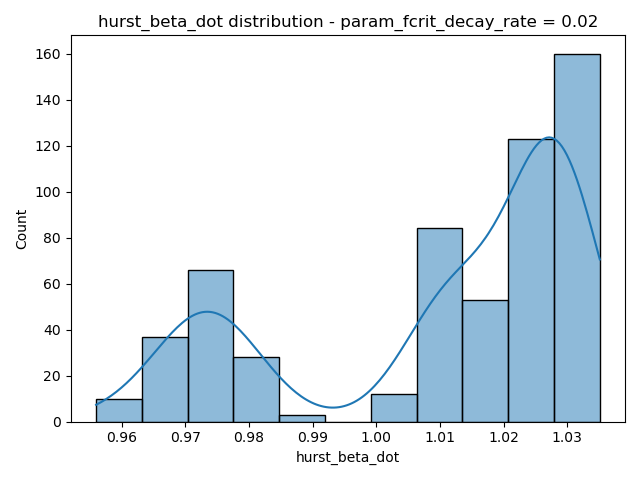 hurst_beta_dot distribution - param_fcrit_decay_rate = 0.02
160
140
120
100
80
60
40
20
0
Count
0.96 0.97 0.98 0.99 1.00 1.01 1.02 1.03
hurst_beta_dot